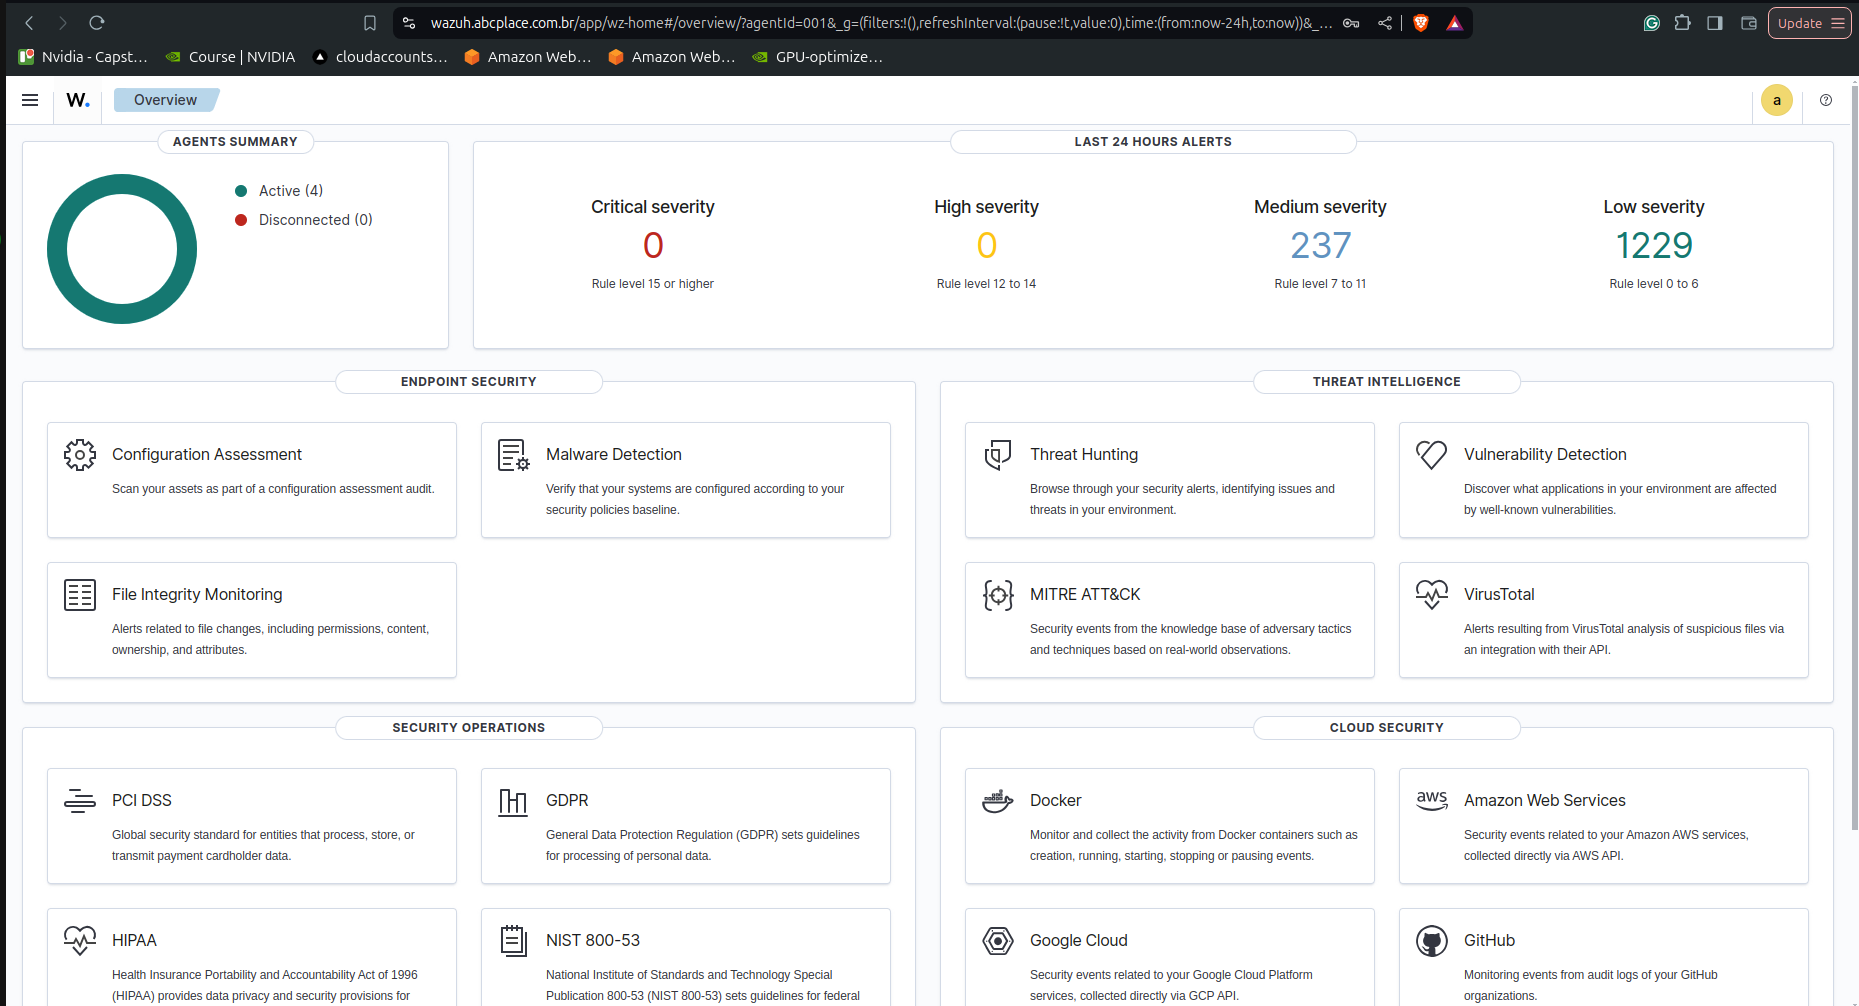 wazuh.abcplace.com.br/app/wz-home#/overview/?agentId=001&_g=(filters:!(),refreshInterval:(pause:!t,value:0),time:(from:now-24h,to:now))&_...
Update
Nvidia - Capst...
Course | NVIDIA
cloudaccounts...
Amazon Web...
Amazon Web...
GPU-optimize...
W.
Overview
a
AGENTS SUMMARY
Active (4)
Disconnected (0)
LAST 24 HOURS ALERTS
Critical severity
0
Rule level 15 or higher
High severity
0
Rule level 12 to 14
Medium severity
237
Rule level 7 to 11
Low severity
1229
Rule level 0 to 6
ENDPOINT SECURITY
Configuration Assessment
Scan your assets as part of a configuration assessment audit.
Malware Detection
Verify that your systems are configured according to your
security policies baseline.
File Integrity Monitoring
Alerts related to file changes, including permissions, content,
ownership, and attributes.
THREAT INTELLIGENCE
Threat Hunting
Browse through your security alerts, identifying issues and
threats in your environment.
Vulnerability Detection
Discover what applications in your environment are affected
by well-known vulnerabilities.
MITRE ATT&CK
Security events from the knowledge base of adversary tactics
and techniques based on real-world observations.
VirusTotal
Alerts resulting from VirusTotal analysis of suspicious files via
an integration with their API.
SECURITY OPERATIONS
PCI DSS
Global security standard for entities that process, store, or
transmit payment cardholder data.
GDPR
General Data Protection Regulation (GDPR) sets guidelines
for processing of personal data.
HIPAA
Health Insurance Portability and Accountability Act of 1996
(HIPAA) provides data privacy and security provisions for
NIST 800-53
National Institute of Standards and Technology Special
Publication 800-53 (NIST 800-53) sets guidelines for federal
CLOUD SECURITY
Docker
Monitor and collect the activity from Docker containers such as
creation, running, starting, stopping or pausing events.
aws
Amazon Web Services
Security events related to your Amazon AWS services,
collected directly via AWS API.
Google Cloud
Security events related to your Google Cloud Platform
services, collected directly via GCP API.
GitHub
Monitoring events from audit logs of your GitHub
organizations.